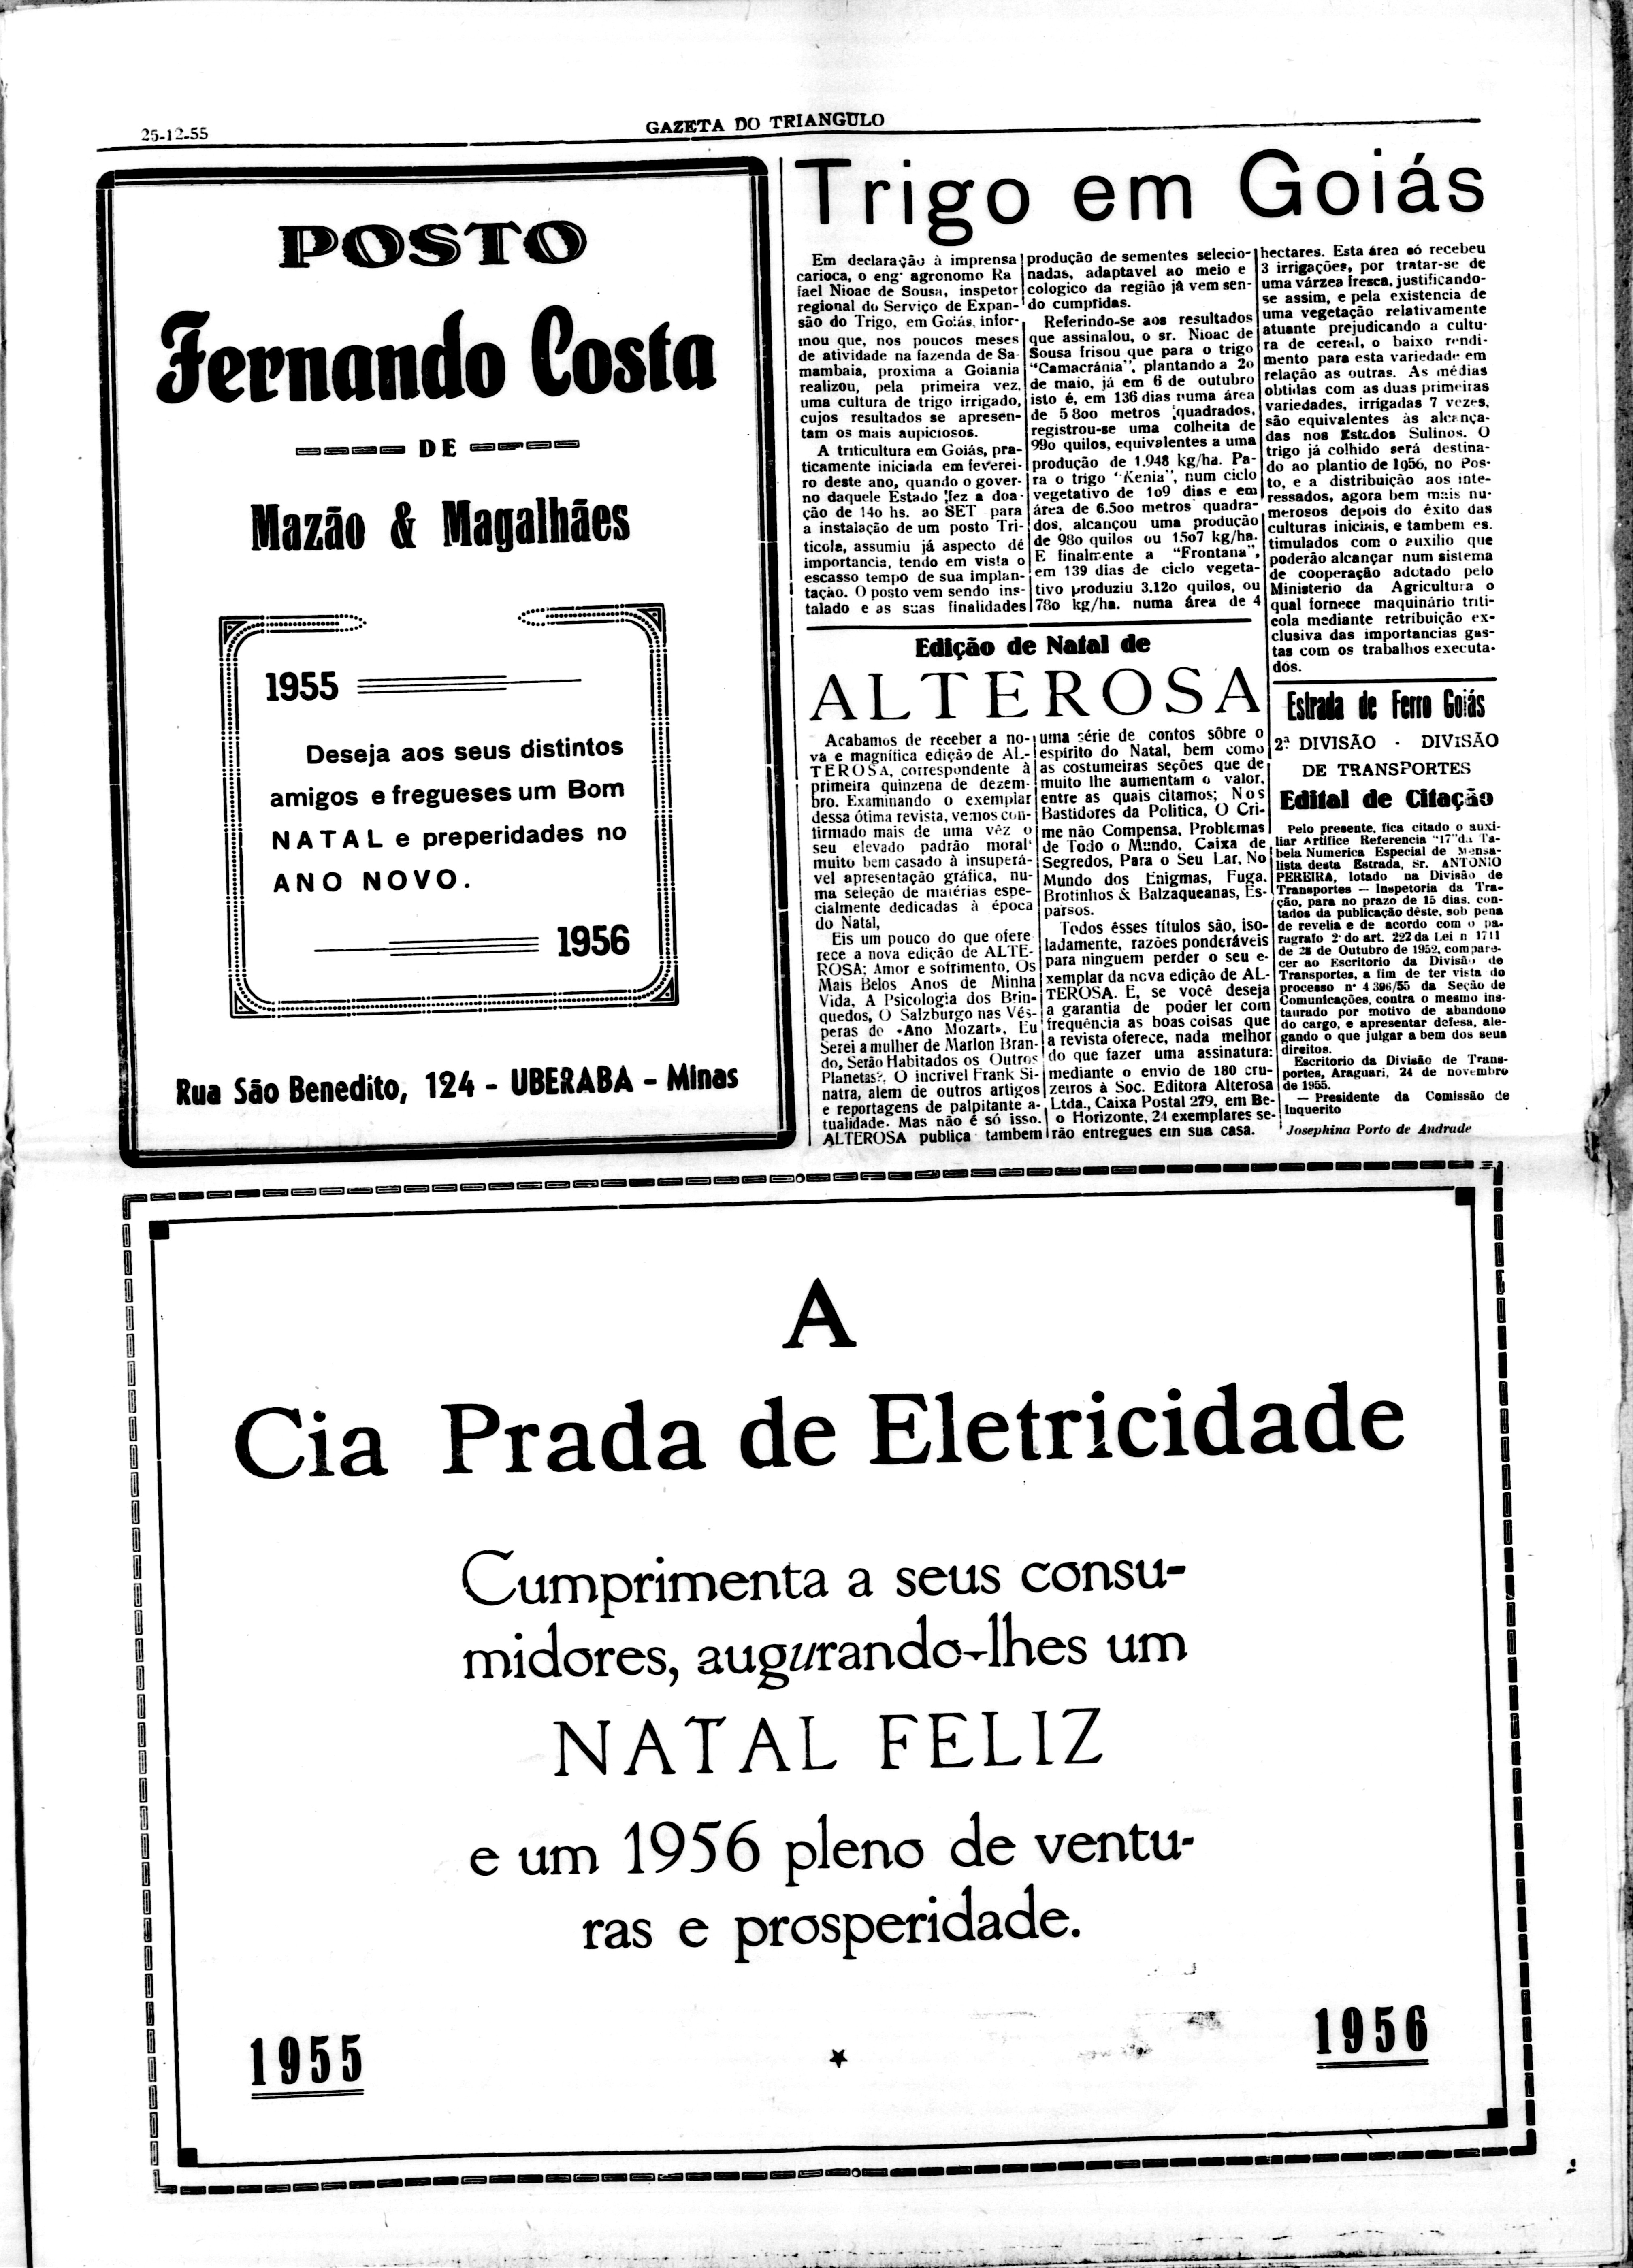 25-12-55
GAZETA DO TRIANGULO
POSTO
Fernando Costa
DE
Mazão & Magalhães
1955
Deseja aos seus distintos
amigos e fregueses um Bom
NATAL e preperidades no
ANO NOVO.
1956
Rua São Benedito, 124 - UBERABA - Minas
Trigo em Goiás
Em declaração à imprensa
carioca, o eng· agronomo Ra
fael Nioac de Sousa, inspetor
regional do Serviço de Expan-
são do Trigo, em Goiás, infor-
mou que, nos poucos meses
de atividade na fazenda de Sa
mambaia, proxima a Goiania
realizou, pela primeira vez,
uma cultura de trigo irrigado,
cujos resultados se apresen-
tam os mais aupiciosos.
A triticultura em Goiás, pra-
ticamente iniciada em feverei-
ro deste ano, quando o gover-
no daquele Estado fez a doa-
ção de 14o hs. ao SET para
a instalação de um posto Tri-
ticola, assumiu já aspecto dé
importancia, tendo em vista o
escasso tempo de sua implan-
tação. O posto vem sendo ins-
talado e as suas finalidades
produção de sementes selecio-
nadas, adaptavel ao meio e
cologico da região já vem sen-
do cumpridas.
Referindo-se aos resultados
que assinalou, o sr. Nioac de
Sousa frisou que para o trigo
"Camacrânia", plantando a 2o
de maio, já em 6 de outubro
isto é, em 136 dias numa área
de 5 8oo metros quadrados,
registrou-se uma colheita de
99o quilos, equivalentes a uma
produção de 1.948 kg/ha. Pa-
ra o trigo "Kenia", num ciclo
vegetativo de 1o9 dias e em
área de 6.5oo metros quadra-
dos, alcançou uma produção
de 98o quilos ou 15o7 kg/ha.
E finalmente a "Frontana",
em 139 dias de ciclo vegeta-
tivo produziu 3.12o quilos, ou
78o kg/ha. numa área de 4
hectares. Esta área só recebeu
3 irrigações, por tratar-se de
uma várzea fresca, justificando-
se assim, e pela existencia de
uma vegetação relativamente
atuante prejudicando a cultu-
ra de cereal, o baixo rendi-
mento para esta variedade em
relação as outras. As médias
obtidas com as duas primeiras
variedades, irrigadas 7 vezes,
são equivalentes às alcança-
das nos Estados Sulinos. O
trigo já colhido será destina-
do ao plantio de 1956, no Pos-
to, e a distribuição aos inte-
ressados, agora bem mais nu-
merosos depois do êxito das
culturas iniciais, e tambem es.
timulados com o auxilio que
poderão alcançar num sistema
de cooperação adotado pelo
Ministerio da Agricultura o
qual fornece maquinário triti-
cola mediante retribuição ex-
clusiva das importancias gas-
tas com os trabalhos executa-
dos.
Edição de Natal de
ALTEROSA
Acabamos de receber a no-
va e magnifica edição de AL-
TEROSA, correspondente à
primeira quinzena de dezem-
bro. Examinando o exemplar
dessa ótima revista, vemos con-
firmado mais de uma vêz o
seu elevado padrão moral'
muito bem casado à insuperá-
vel apresentação gráfica, nu-
ma seleção de matérias espe-
cialmente dedicadas à época
do Natal,
Eis um pouco do que ofere
rece a nova edição de ALTE-
ROSA: Amor e sofrimento, Os
Mais Belos Anos de Minha
Vida, A Psicologia dos Brin-
quedos, O Salzburgo nas Vés-
peras do «Ano Mozart», Eu
Serei a mulher de Marlon Bran-
do, Serão Habitados os Outros
Planetas?, O incrivel Frank Si-
natra, alem de outros artigos
e reportagens de palpitante a-
tualidade. Mas não é só isso.
ALTEROSA publica tambem
uma série de contos sôbre o
espírito do Natal, bem como
as costumeiras seções que de
muito lhe aumentam o valor,
entre as quais citamos; Nos
Bastidores da Politica, O Cri-
me não Compensa, Problemas
de Todo o Mundo, Caixa de
Segredos, Para o Seu Lar, No
Mundo dos Enigmas, Fuga,
Brotinhos & Balzaqueanas, Es-
parsos.
Todos êsses títulos são, iso-
ladamente, razões ponderáveis
para ninguem perder o seu e-
xemplar da nova edição de AL-
TEROSA. E, se você deseja
a garantia de poder ler com
frequência as boas coisas que
a revista oferece, nada melhor
do que fazer uma assinatura:
mediante o envio de 180 cru-
zeiros à Soc. Editora Alterosa
Ltda., Caixa Postal 279, em Be-
o Horizonte, 24 exemplares se-
rão entregues em sua casa.
Estrada de Ferro Goiás
2ª DIVISÃO - DIVISÃO
DE TRANSPORTES
Edital de Citação
Pelo presente, fica citado o auxi-
liar Artifice Referencia "17" da Ta-
bela Numerica Especial de Mensa-
lista desta Estrada, Sr. ANTONIO
PEREIRA, lotado na Divisão de
Transportes — Inspetoria da Tra-
ção, para no prazo de 15 dias, con-
tados da publicação dêste, sob pena
de revelia e de acordo com o pa-
ragrafo 2· do art. 222 da Lei n 1711
de 28 de Outubro de 1952, compare-
cer ao Escritorio da Divisão de
Transportes, a fim de ter vista do
processo n· 4 396/55 da Seção de
Comunicações, contra o mesmo ins-
taurado por motivo de abandono
do cargo, e apresentar defesa, ale-
gando o que julgar a bem dos seus
direitos.
Escritorio da Divisão de Trans-
portes, Araguari, 24 de novembro
de 1955.
— Presidente da Comissão de
Inquerito
Josephina Porto de Andrade
A
Cia Prada de Eletricidade
Cumprimenta a seus consu-
midores, augurando-lhes um
NATAL FELIZ
e um 1956 pleno de ventu-
ras e prosperidade.
1955
1956